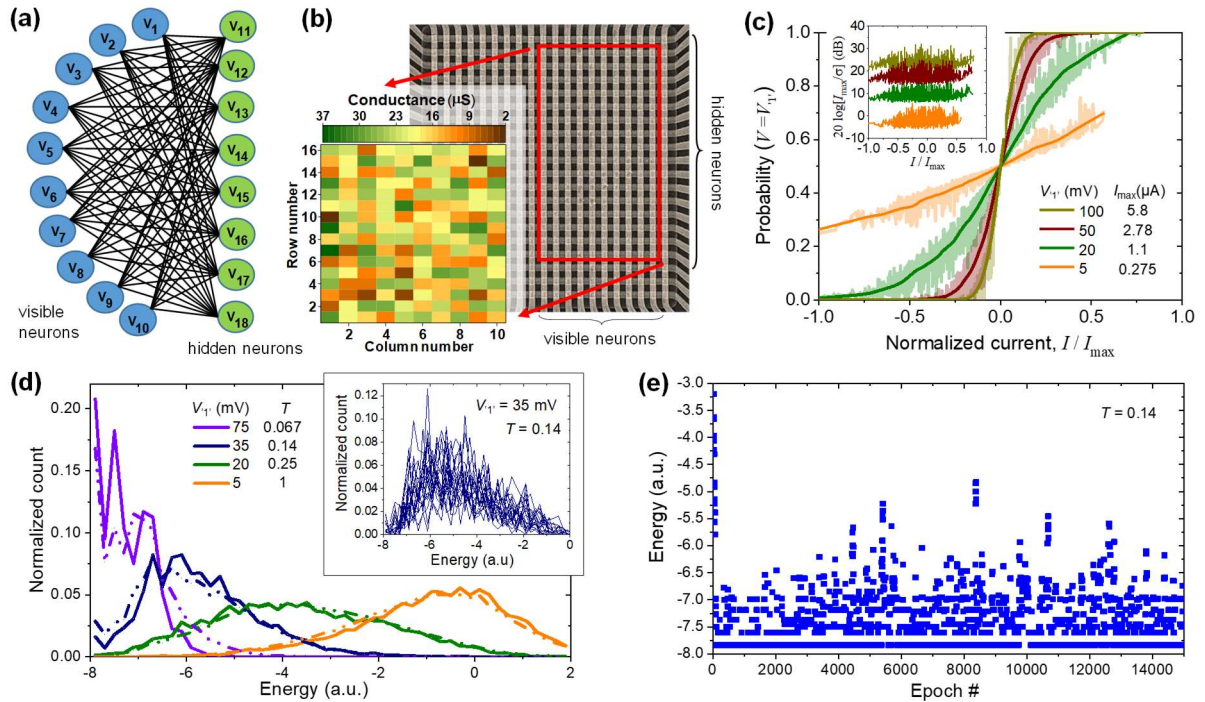 (a)
V1
V2
V3
V4
V5
V6
V7
V8
V9
V10
V11
V12
V13
V14
V15
V16
V17
V18
visible
neurons
hidden neurons
(b)
Conductance (μS)
37 30 23 16 9 2
Row number
16
14
12
10
8
6
4
2
2 4 6 8 10
Column number
visible neurons
hidden neurons
(c)
Probability (V = V'1')
1.0
0.8
0.6
0.4
0.2
0.0
-1.0 -0.5 0.0 0.5 1.0
Normalized current, I / Imax
20 log[Imax/σ] (dB)
40
30
20
10
0
-10
-1.0 -0.5 0.0 0.5 1.0
I / Imax
V'1' (mV) Imax(μA)
100 5.8
50 2.78
20 1.1
5 0.275
(d)
Normalized count
0.20
0.15
0.10
0.05
0.00
-8 -6 -4 -2 0 2
Energy (a.u.)
V'1' (mV) T
75 0.067
35 0.14
20 0.25
5 1
Normalized count
0.12
0.10
0.08
0.06
0.04
0.02
0.00
-8 -6 -4 -2 0
Energy (a.u)
V'1' = 35 mV
T = 0.14
(e)
Energy (a.u.)
-3.0
-3.5
-4.0
-4.5
-5.0
-5.5
-6.0
-6.5
-7.0
-7.5
-8.0
0 2000 4000 6000 8000 10000 12000 14000
Epoch #
T = 0.14